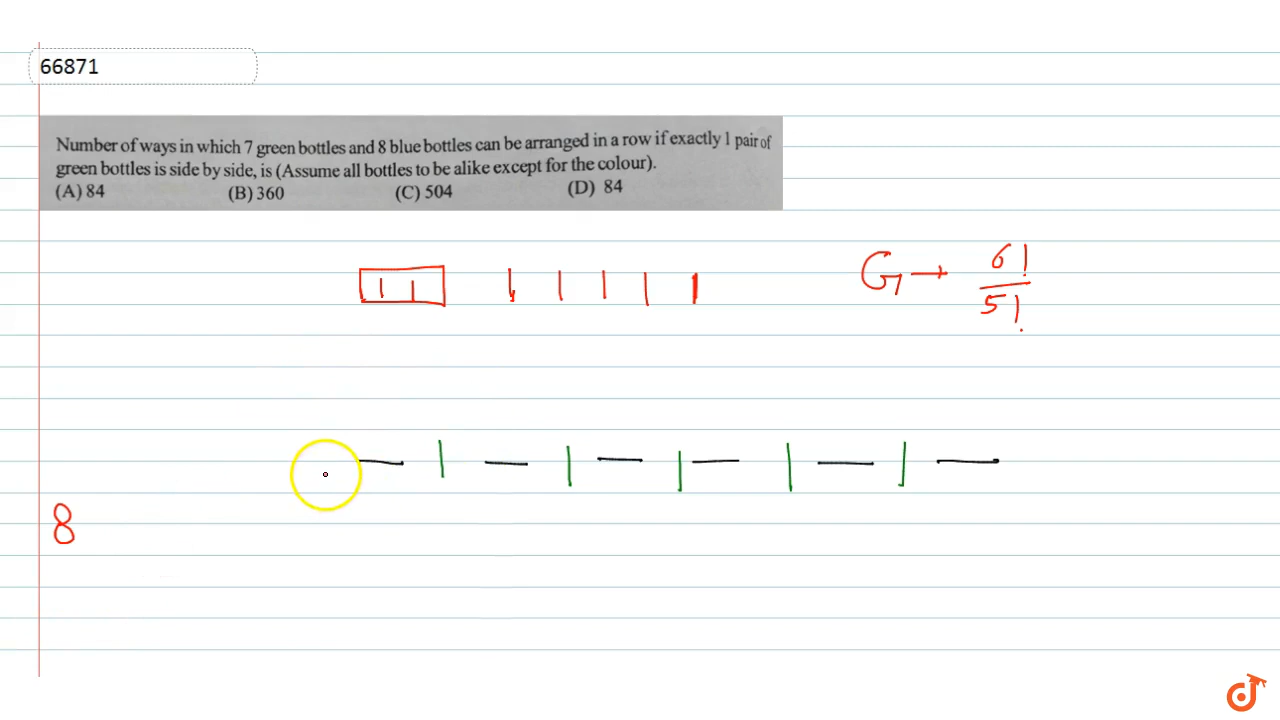 66871
Number of ways in which 7 green bottles and 8 blue bottles can be arranged in a row if exactly 1 pair of
green bottles is side by side, is (Assume all bottles to be alike except for the colour).
(A) 84 (B) 360 (C) 504 (D) 84
G → 6!
5!
8